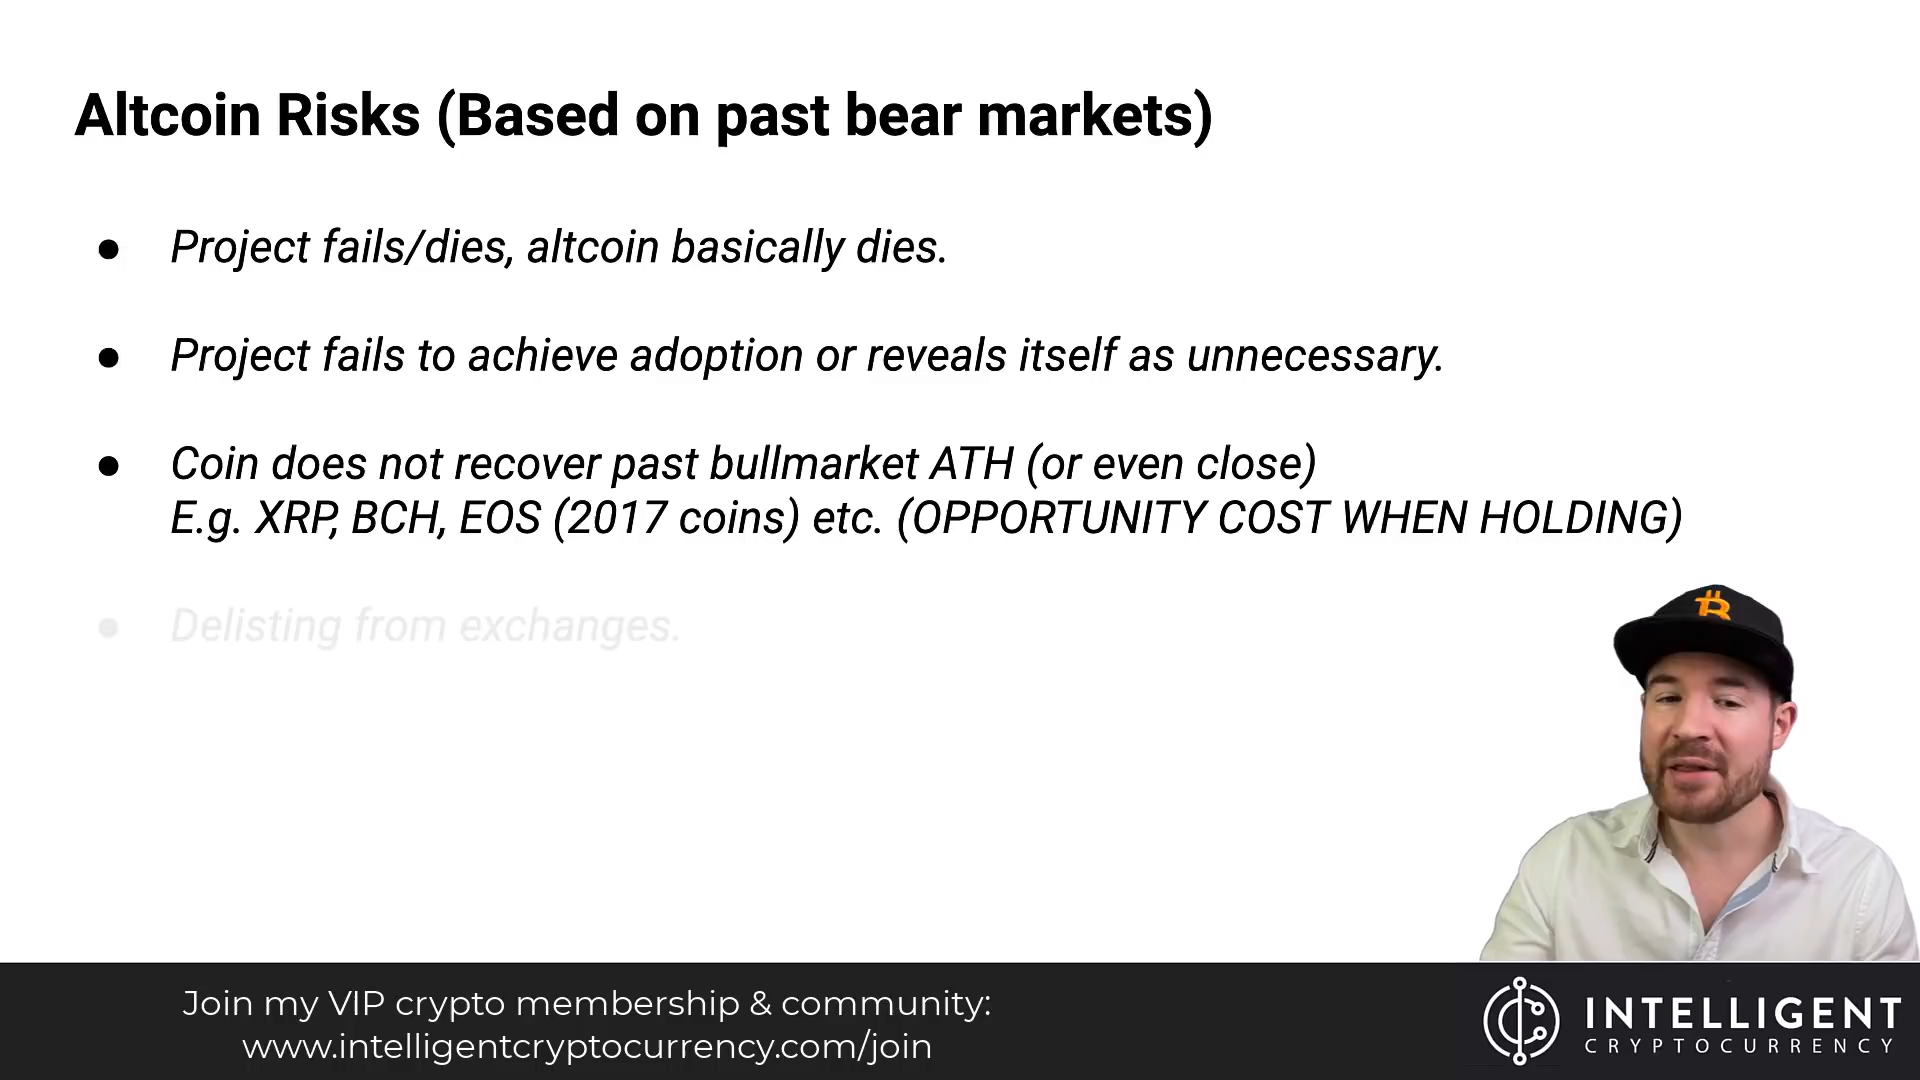 Altcoin Risks (Based on past bear markets)
● Project fails/dies, altcoin basically dies.
● Project fails to achieve adoption or reveals itself as unnecessary.
● Coin does not recover past bullmarket ATH (or even close)
E.g. XRP, BCH, EOS (2017 coins) etc. (OPPORTUNITY COST WHEN HOLDING)
● Delisting from exchanges.
Join my VIP crypto membership & community:
www.intelligentcryptocurrency.com/join
INTELLIGENT
CRYPTOCURRENCY